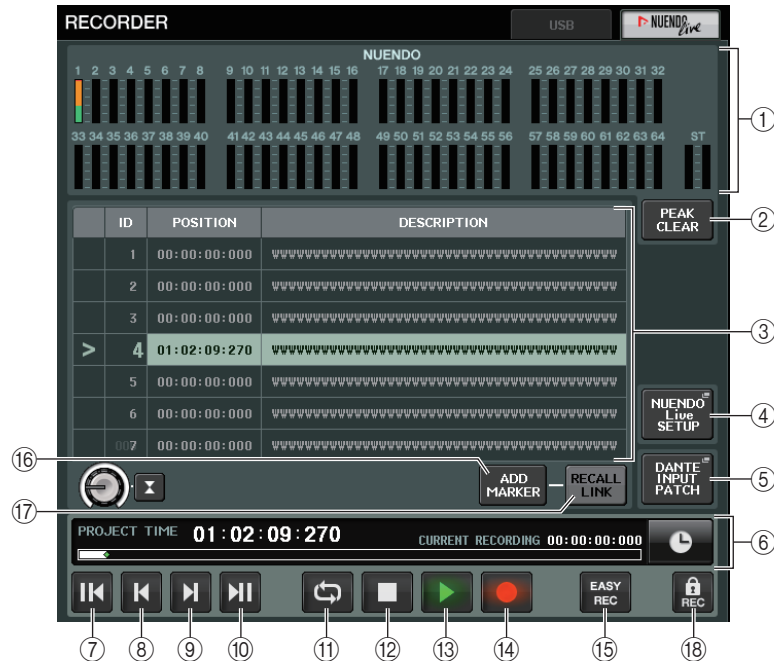 RECORDER
USB
NUENDO live
NUENDO
1 2 3 4 5 6 7 8 9 10 11 12 13 14 15 16 17 18 19 20 21 22 23 24 25 26 27 28 29 30 31 32
①
33 34 35 36 37 38 39 40 41 42 43 44 45 46 47 48 49 50 51 52 53 54 55 56 57 58 59 60 61 62 63 64 ST
PEAK
CLEAR
②
ID POSITION DESCRIPTION
1 00:00:00:000
2 00:00:00:000
3 00:00:00:000
③
> 4 01:02:09:270
5 00:00:00:000
6 00:00:00:000
7 00:00:00:000
NUENDO
Live
SETUP
④
⑯
ADD
MARKER
RECALL
LINK
DANTE
INPUT
PATCH
⑤
⑰
PROJECT TIME 01:02:09:270 CURRENT RECORDING 00:00:00:000
⑥
EASY
REC
REC
⑦ ⑧ ⑨ ⑩ ⑪ ⑫ ⑬ ⑭ ⑮ ⑱